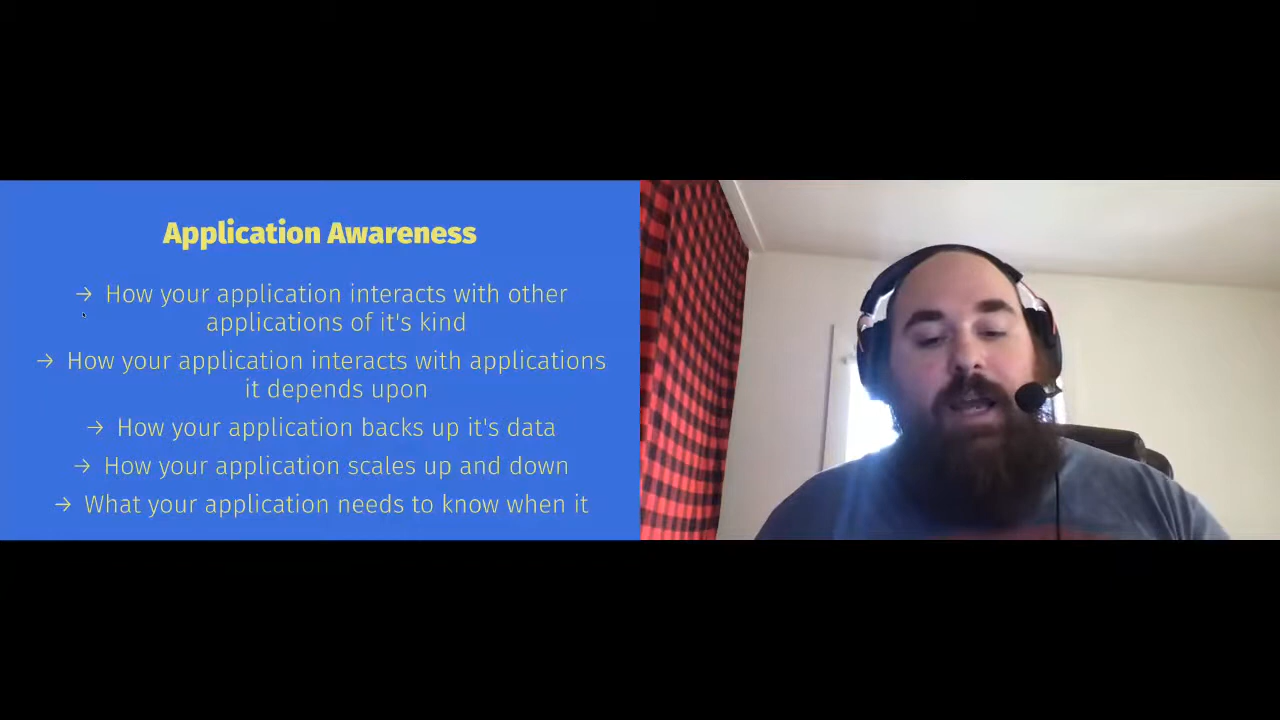 Application Awareness
→ How your application interacts with other
applications of it's kind
→ How your application interacts with applications
it depends upon
→ How your application backs up it's data
→ How your application scales up and down
→ What your application needs to know when it